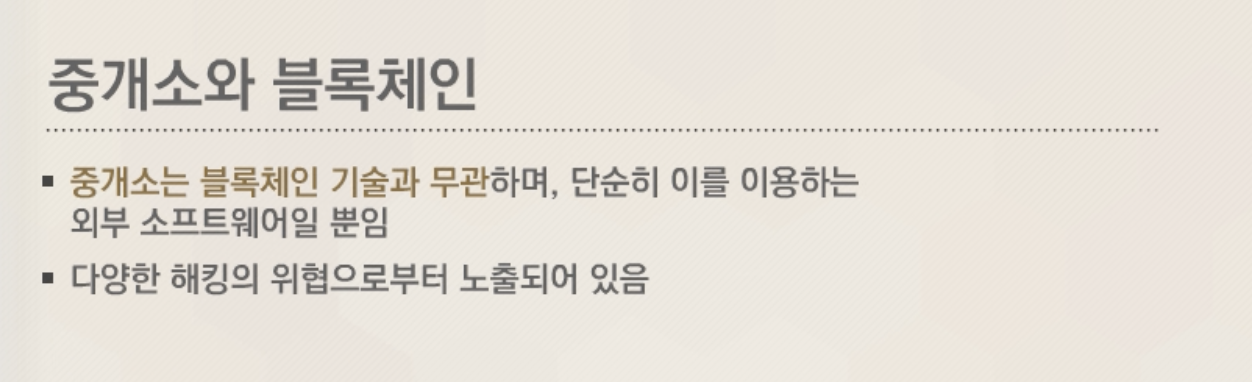 중개소와 블록체인
▪ 중개소는 블록체인 기술과 무관하며, 단순히 이를 이용하는
외부 소프트웨어일 뿐임
▪ 다양한 해킹의 위협으로부터 노출되어 있음